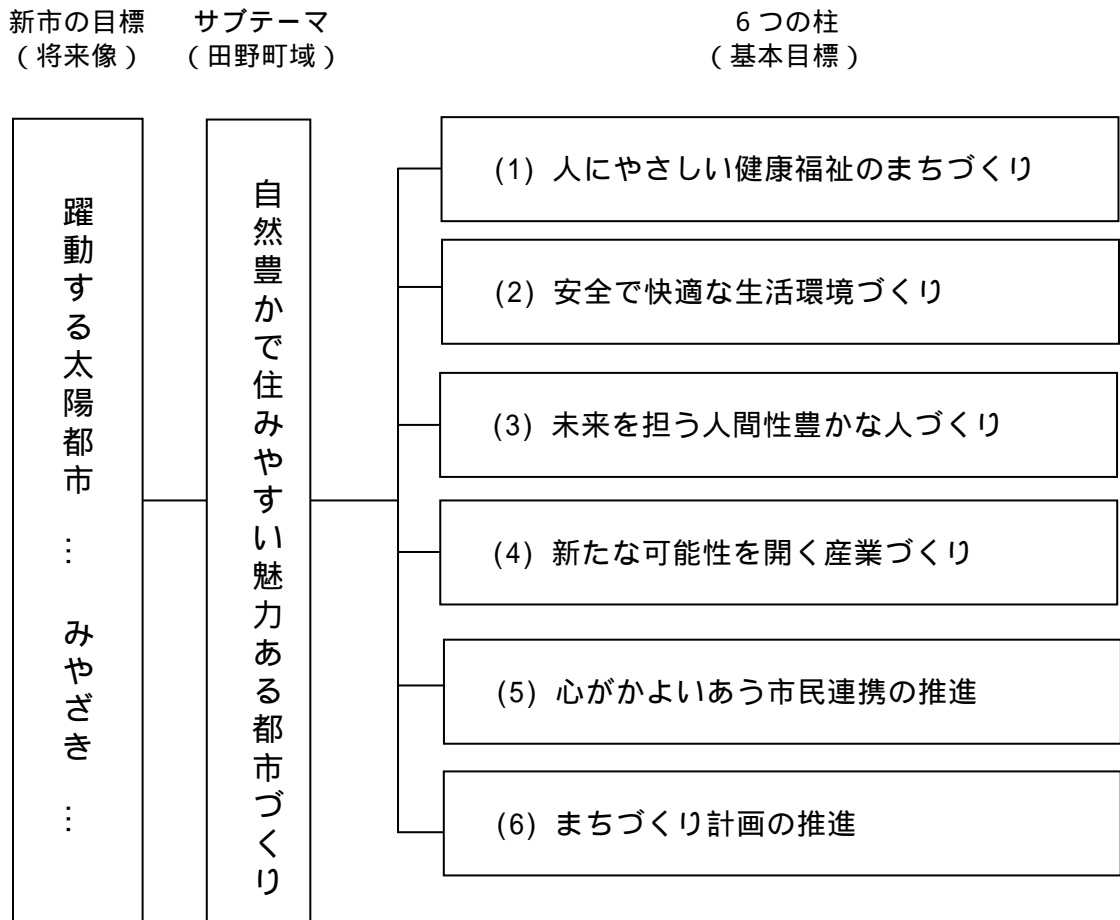 新市の目標
(将来像)
サブテーマ
(田野町域)
6つの柱
(基本目標)
躍動する太陽都市 … みやざき …
自然豊かで住みやすい魅力ある都市づくり
(1) 人にやさしい健康福祉のまちづくり
(2) 安全で快適な生活環境づくり
(3) 未来を担う人間性豊かな人づくり
(4) 新たな可能性を開く産業づくり
(5) 心がかよいあう市民連携の推進
(6) まちづくり計画の推進